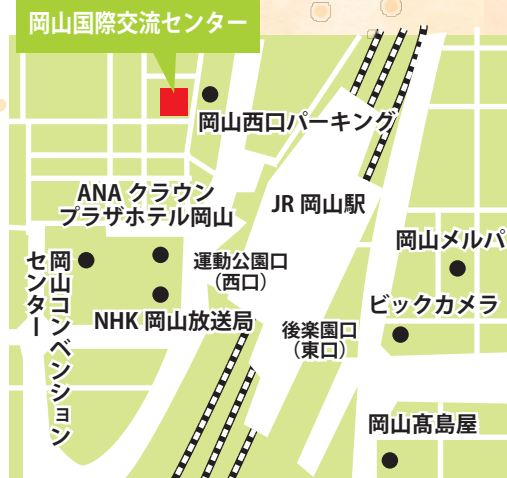 岡山国際交流センター
岡山西口パーキング
ANA クラウン
プラザホテル岡山
JR 岡山駅
岡山メルパ
運動公園口
（西口）
岡山コンベンション
センター
ビックカメラ
NHK 岡山放送局
後楽園口
（東口）
岡山髙島屋